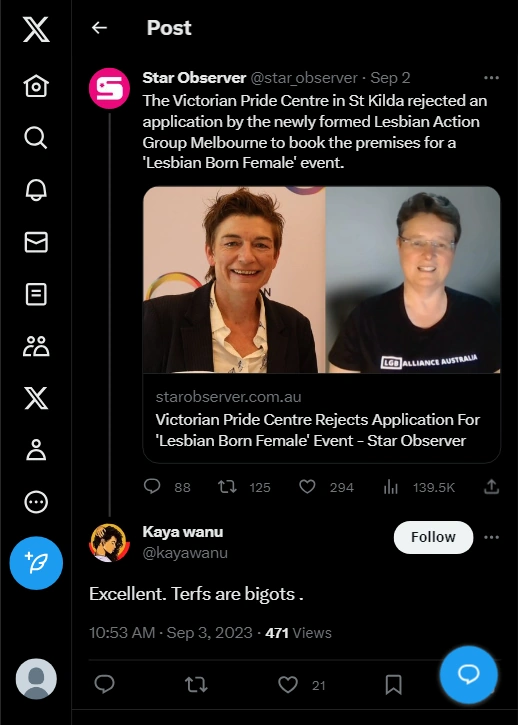 Post
Star Observer @star_observer · Sep 2
The Victorian Pride Centre in St Kilda rejected an
application by the newly formed Lesbian Action
Group Melbourne to book the premises for a
'Lesbian Born Female' event.
LGB ALLIANCE AUSTRALIA
starobserver.com.au
Victorian Pride Centre Rejects Application For
'Lesbian Born Female' Event - Star Observer
88 125 294 139.5K
Kaya wanu
@kayawanu
Follow
Excellent. Terfs are bigots .
10:53 AM · Sep 3, 2023 · 471 Views
21